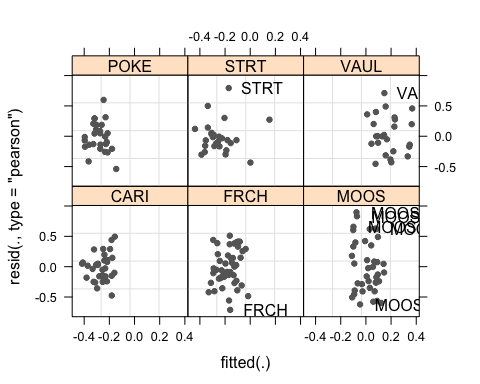 -0.4 -0.2 0.0 0.2 0.4
POKE STRT VAUL
STRT
VA
0.5
0.0
-0.5
CARI FRCH MOOS
MOOS
MOOS
MOOS
FRCH
MOOS
0.5
0.0
-0.5
-0.4 -0.2 0.0 0.2 0.4
-0.4 -0.2 0.0 0.2 0.4
fitted(.)
resid(., type = "pearson")